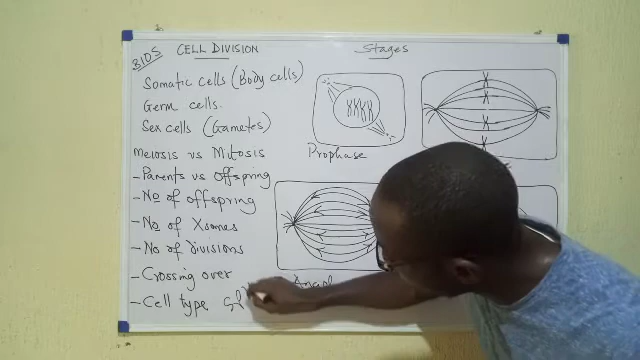 BIOS
CELL DIVISION
Stages
Somatic cells (Body cells)
Germ cells.
Sex cells (Gametes)
Meiosis vs Mitosis
- Parents vs offspring
- No of offspring
- No of Xsomes
- No of divisions
- Crossing over
- Cell type
Prophase